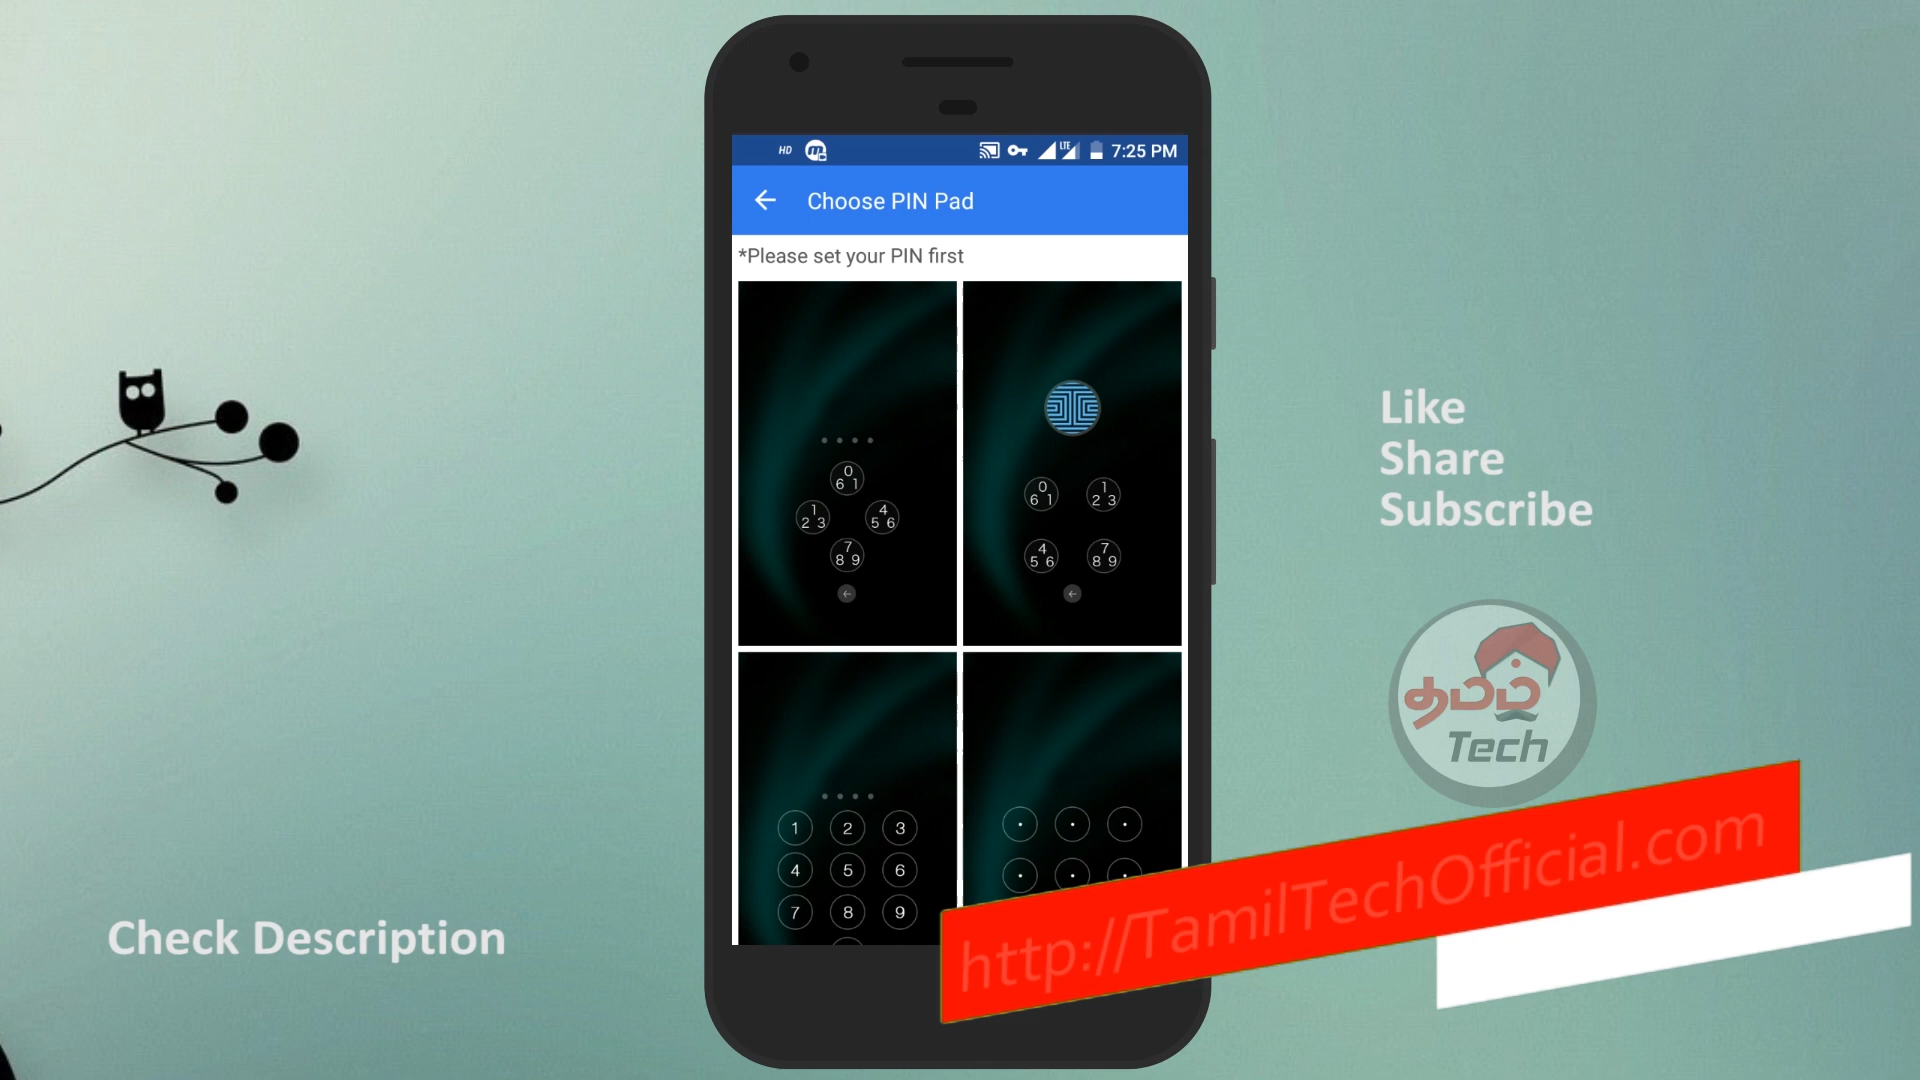 HD
LTE
7:25 PM
Choose PIN Pad
*Please set your PIN first
0
6 1
1
2 3
4
5 6
7
8 9
0
6 1
1
2 3
4
5 6
7
8 9
1 2 3
4 5 6
7 8 9
Like
Share
Subscribe
தமிழ்
Tech
http://TamilTechOfficial.com
Check Description